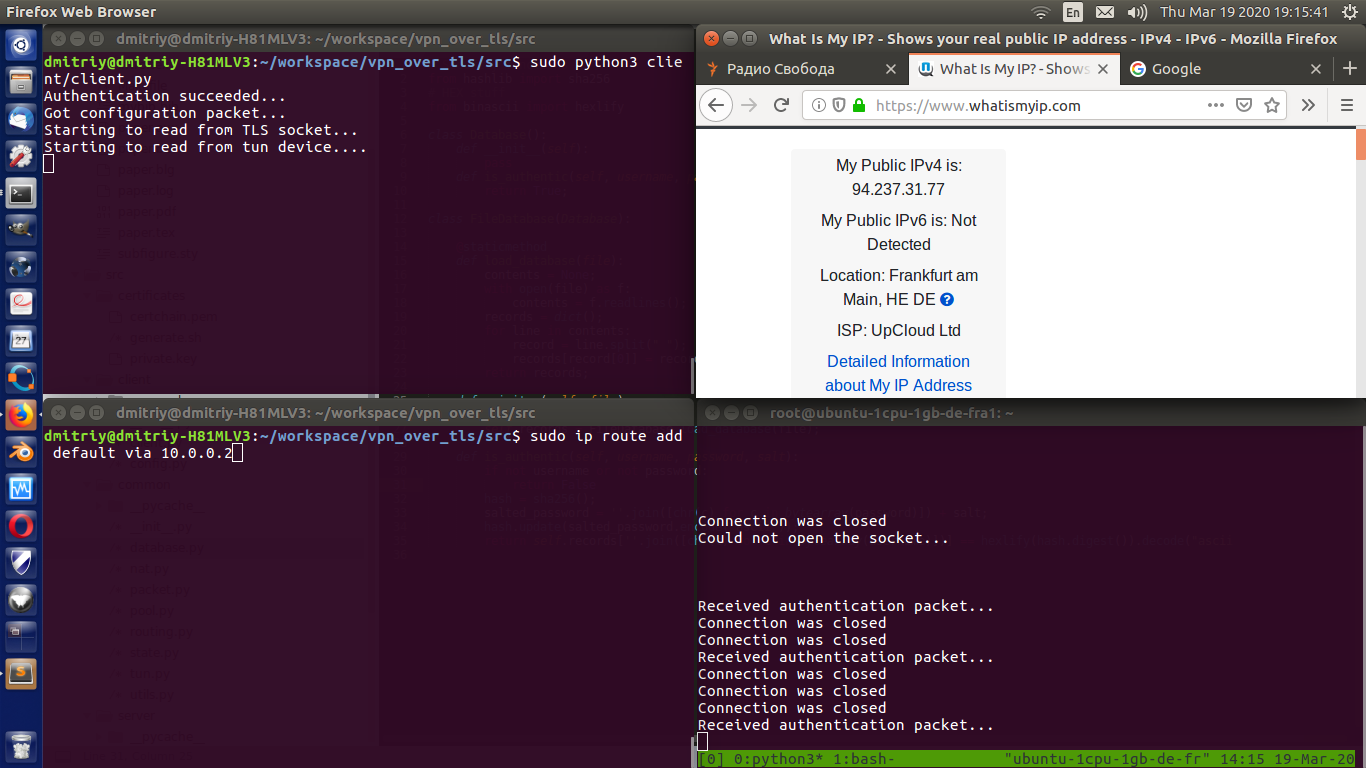 Firefox Web Browser
En
Thu Mar 19 2020 19:15:41
dmitriy@dmitriy-H81MLV3: ~/workspace/vpn_over_tls/src
dmitriy@dmitriy-H81MLV3:~/workspace/vpn_over_tls/src$ sudo python3 clie
nt/client.py
Authentication succeeded...
Got configuration packet...
Starting to read from TLS socket...
Starting to read from tun device....
What Is My IP? - Shows your real public IP address - IPv4 - IPv6 - Mozilla Firefox
Радио Свобода
What Is My IP? - Shows
Google
https://www.whatismyip.com
My Public IPv4 is:
94.237.31.77
My Public IPv6 is: Not
Detected
Location: Frankfurt am
Main, HE DE
ISP: UpCloud Ltd
Detailed Information
about My IP Address
27
dmitriy@dmitriy-H81MLV3: ~/workspace/vpn_over_tls/src
dmitriy@dmitriy-H81MLV3:~/workspace/vpn_over_tls/src$ sudo ip route add
default via 10.0.0.2
root@ubuntu-1cpu-1gb-de-fra1: ~
Connection was closed
Could not open the socket...
Received authentication packet...
Connection was closed
Connection was closed
Received authentication packet...
Connection was closed
Connection was closed
Connection was closed
Received authentication packet...
[0] 0:python3* 1:bash- "ubuntu-1cpu-1gb-de-fr" 14:15 19-Mar-20